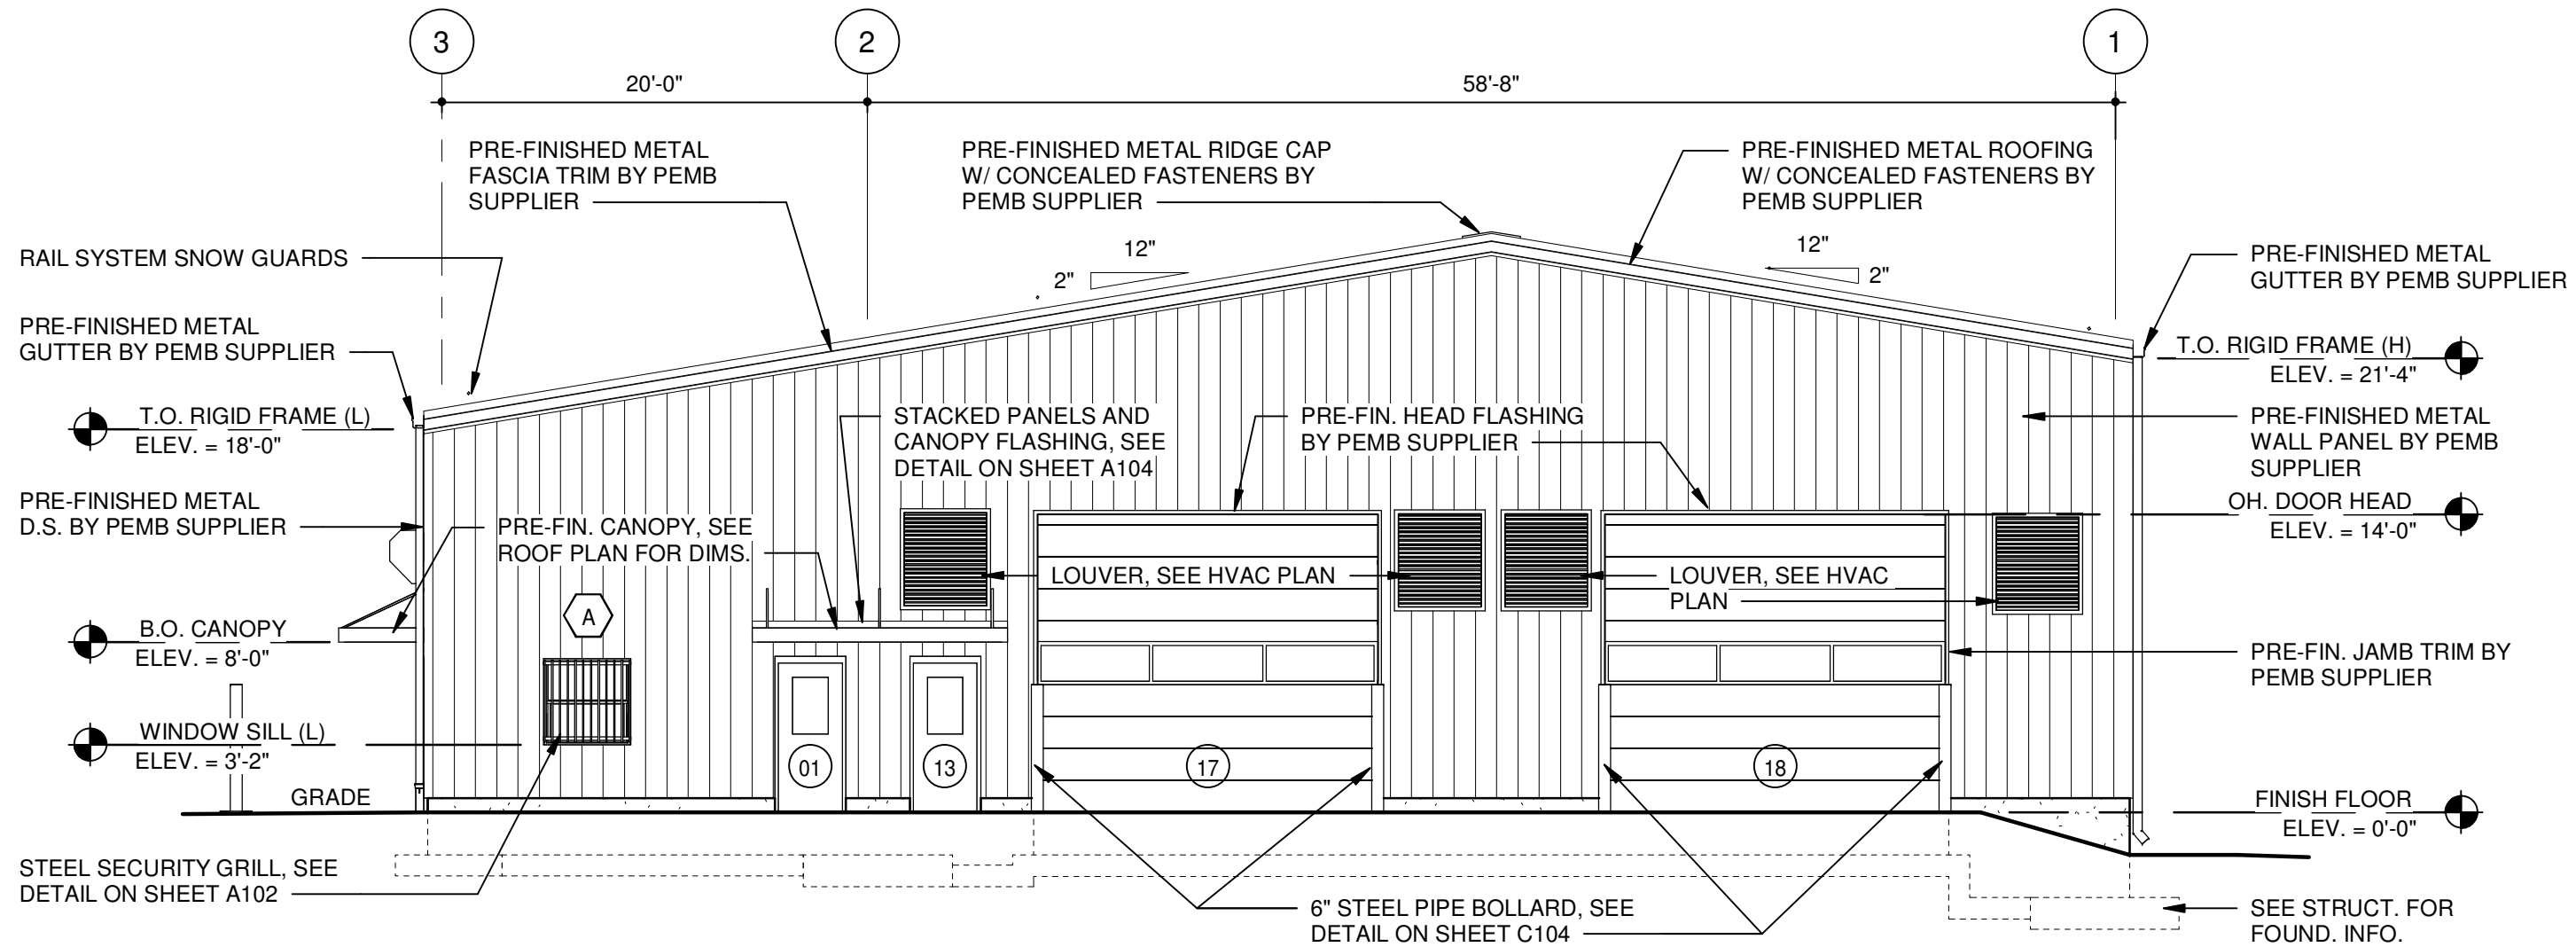 3
2
1
20'-0"
58'-8"
PRE-FINISHED METAL
FASCIA TRIM BY PEMB
SUPPLIER
PRE-FINISHED METAL RIDGE CAP
W/ CONCEALED FASTENERS BY
PEMB SUPPLIER
PRE-FINISHED METAL ROOFING
W/ CONCEALED FASTENERS BY
PEMB SUPPLIER
RAIL SYSTEM SNOW GUARDS
12"
2"
12"
2"
PRE-FINISHED METAL
GUTTER BY PEMB SUPPLIER
PRE-FINISHED METAL
GUTTER BY PEMB SUPPLIER
T.O. RIGID FRAME (H)
ELEV. = 21'-4"
T.O. RIGID FRAME (L)
ELEV. = 18'-0"
STACKED PANELS AND
CANOPY FLASHING, SEE
DETAIL ON SHEET A104
PRE-FIN. HEAD FLASHING
BY PEMB SUPPLIER
PRE-FINISHED METAL
WALL PANEL BY PEMB
SUPPLIER
PRE-FINISHED METAL
D.S. BY PEMB SUPPLIER
PRE-FIN. CANOPY, SEE
ROOF PLAN FOR DIMS.
OH. DOOR HEAD
ELEV. = 14'-0"
LOUVER, SEE HVAC PLAN
LOUVER, SEE HVAC
PLAN
A
B.O. CANOPY
ELEV. = 8'-0"
PRE-FIN. JAMB TRIM BY
PEMB SUPPLIER
WINDOW SILL (L)
ELEV. = 3'-2"
01
13
17
18
GRADE
FINISH FLOOR
ELEV. = 0'-0"
STEEL SECURITY GRILL, SEE
DETAIL ON SHEET A102
6" STEEL PIPE BOLLARD, SEE
DETAIL ON SHEET C104
SEE STRUCT. FOR
FOUND. INFO.